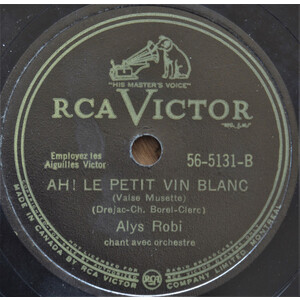 "HIS MASTER'S VOICE"
RCA VICTOR
Employez les
Aiguilles Victor
56-5131-B
AH! LE PETIT VIN BLANC
(Valse Musette)
(Dréjac-Ch. Borel-Clerc)
Alys Robi
chant avec orchestre
MADE IN CANADA BY RCA VICTOR COMPANY LIMITED MONTREAL
RCA